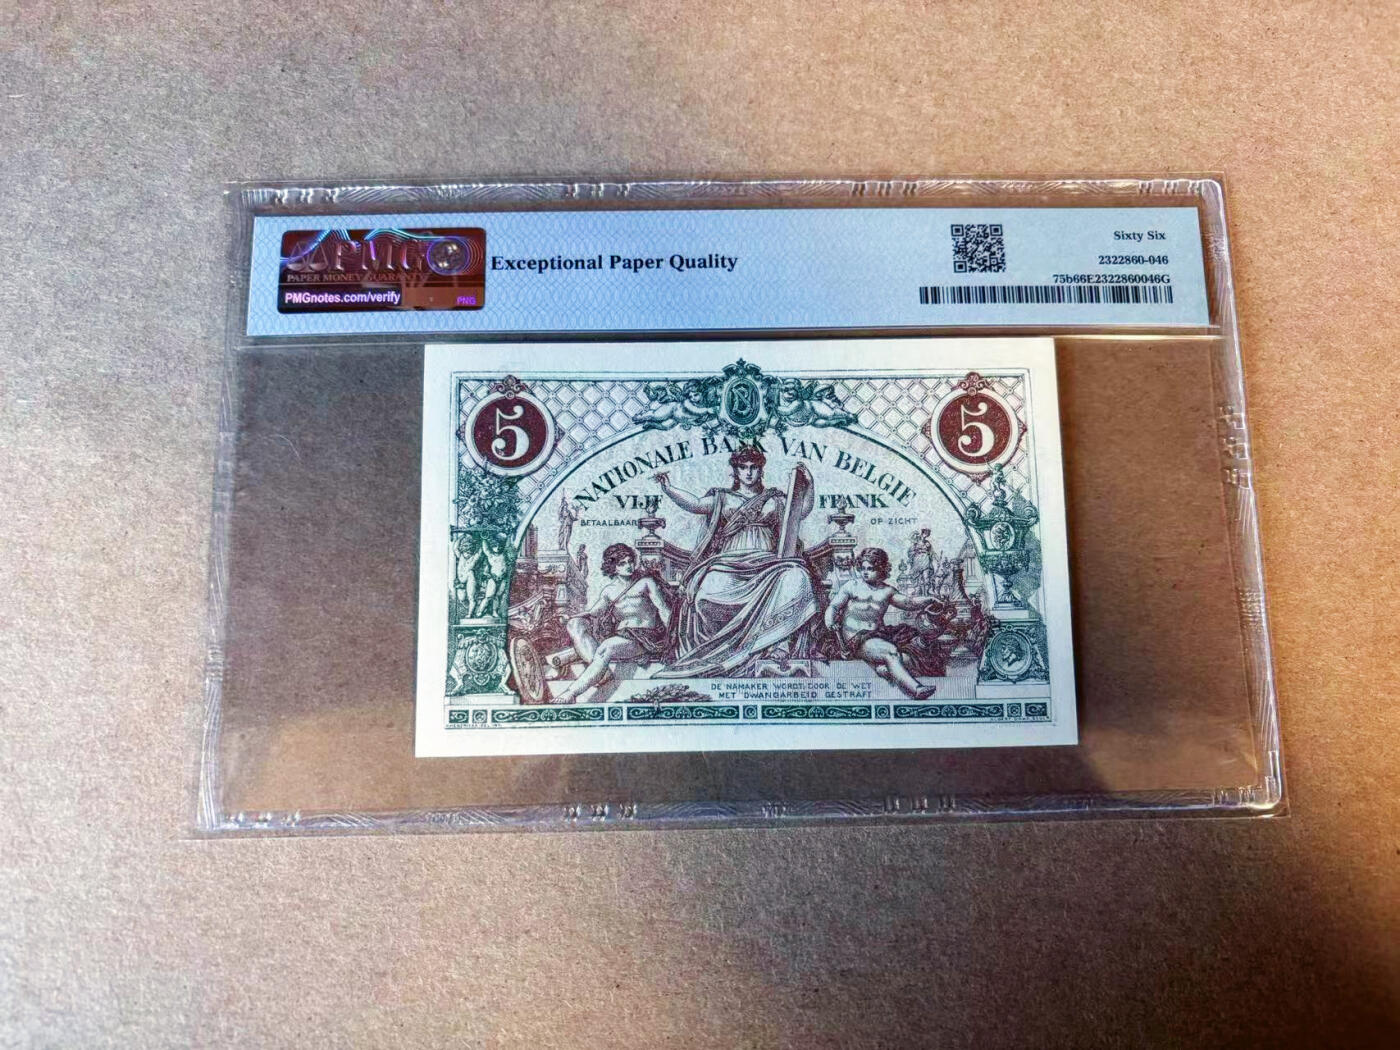 PMG
PAPER MONEY GUARANTY
PMGnotes.com/verify
PNG
Exceptional Paper Quality
Sixty Six
2322860-046
75b66E2322860046G
5
5
NATIONALE BANK VAN BELGIE
VIJF FRANK
BETAALBAAR OP ZICHT
DE NAMAKER WORDT DOOR DE WET
MET DWANGARBEID GESTRAFT